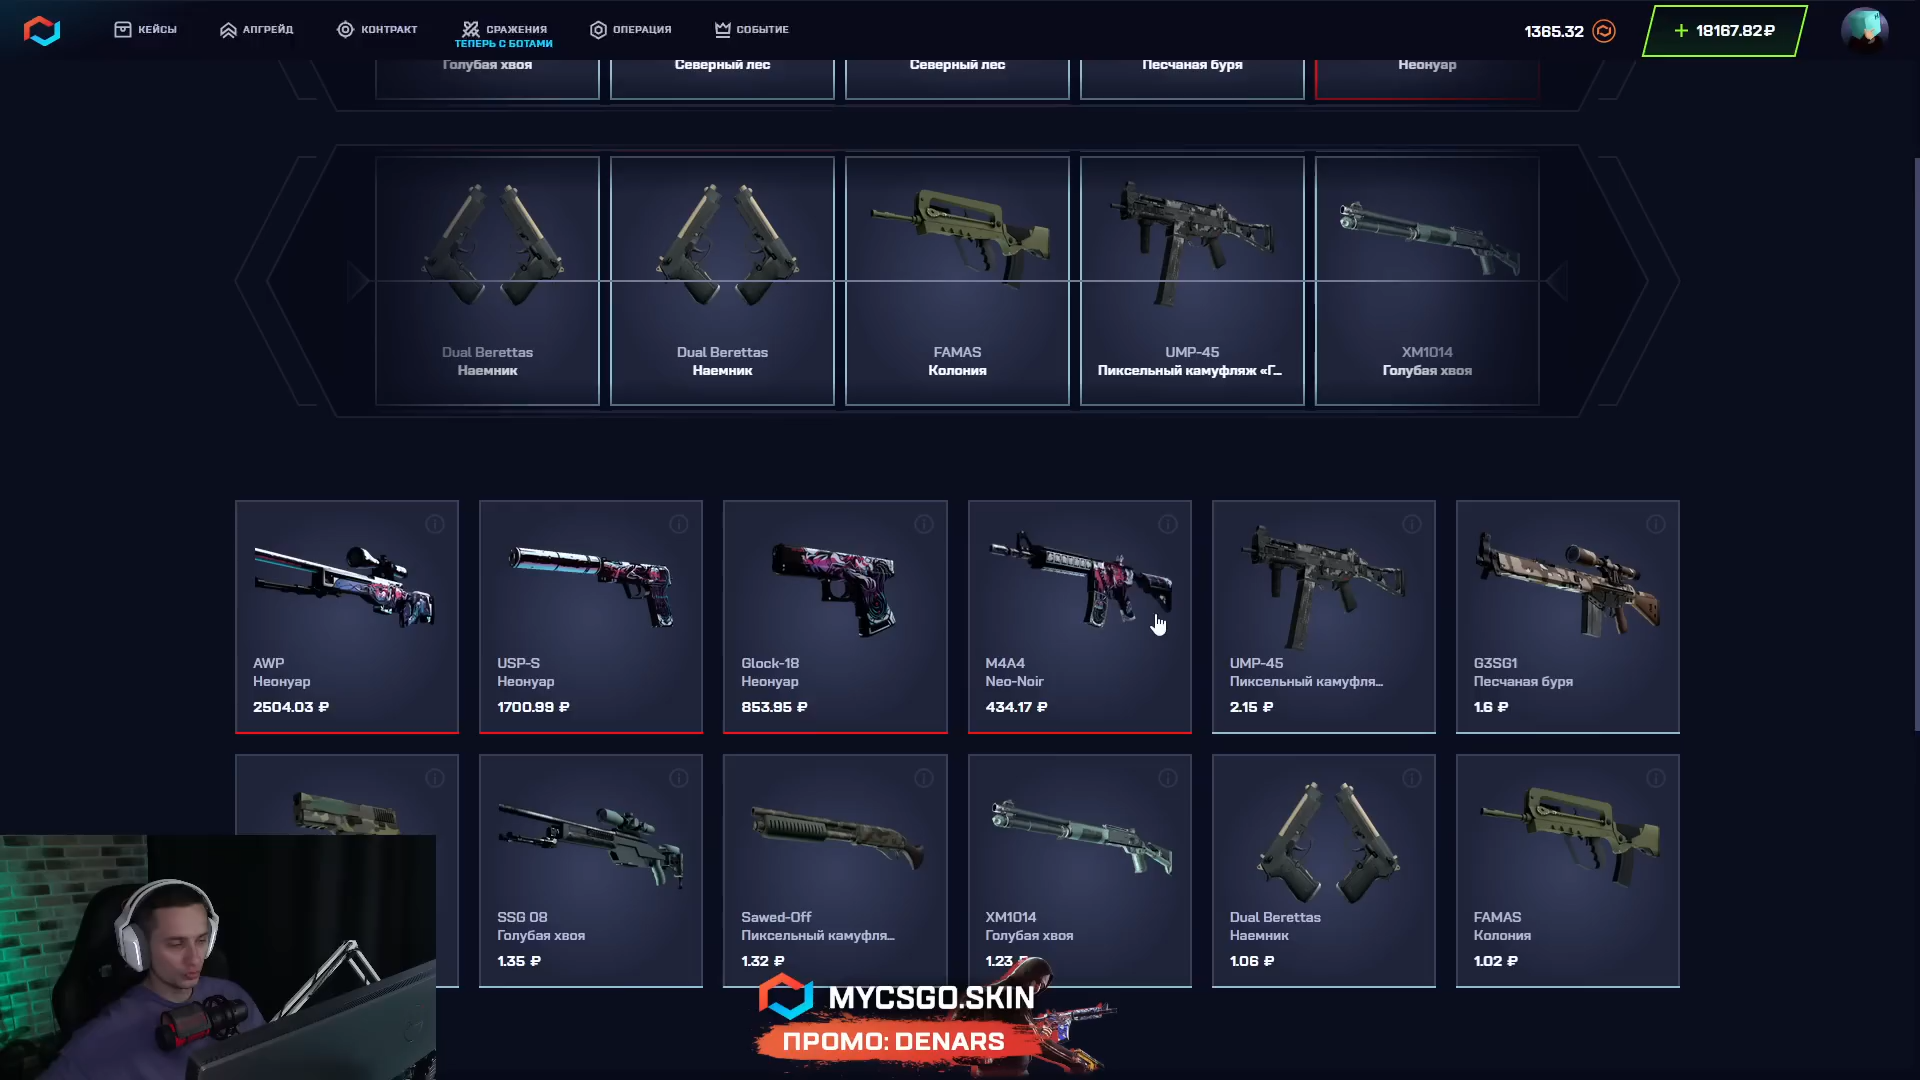 КЕЙСЫ
АПГРЕЙД
КОНТРАКТ
СРАЖЕНИЯ
ТЕПЕРЬ С БОТАМИ
ОПЕРАЦИЯ
СОБЫТИЕ
1365.32
+ 18167.82₽
Голубая хвоя
Северный лес
Северный лес
Песчаная буря
Неонуар
Dual Berettas
Наемник
Dual Berettas
Наемник
FAMAS
Колония
UMP-45
Пиксельный камуфляж «Г...
XM1014
Голубая хвоя
AWP
Неонуар
2504.03 ₽
USP-S
Неонуар
1700.99 ₽
Glock-18
Неонуар
853.95 ₽
M4A4
Neo-Noir
434.17 ₽
UMP-45
Пиксельный камуфля...
2.15 ₽
G3SG1
Песчаная буря
1.6 ₽
SSG 08
Голубая хвоя
1.35 ₽
Sawed-Off
Пиксельный камуфля...
1.32 ₽
XM1014
Голубая хвоя
1.23 ₽
Dual Berettas
Наемник
1.06 ₽
FAMAS
Колония
1.02 ₽
MYCSGO.SKIN
ПРОМО: DENARS